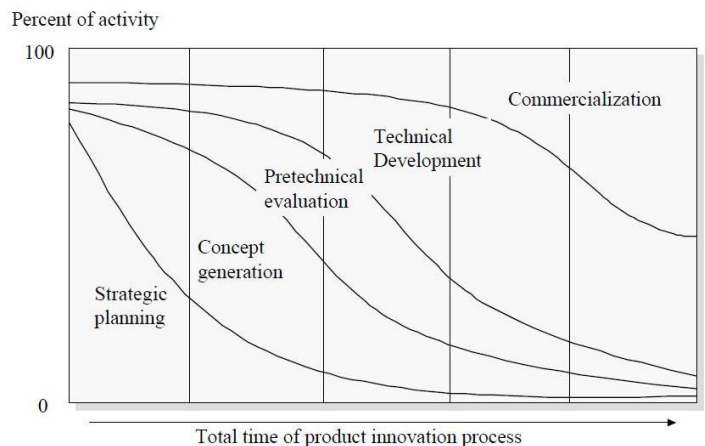 Percent of activity
100
Commercialization
Technical
Development
Pretechnical
evaluation
Concept
generation
Strategic
planning
0
Total time of product innovation process